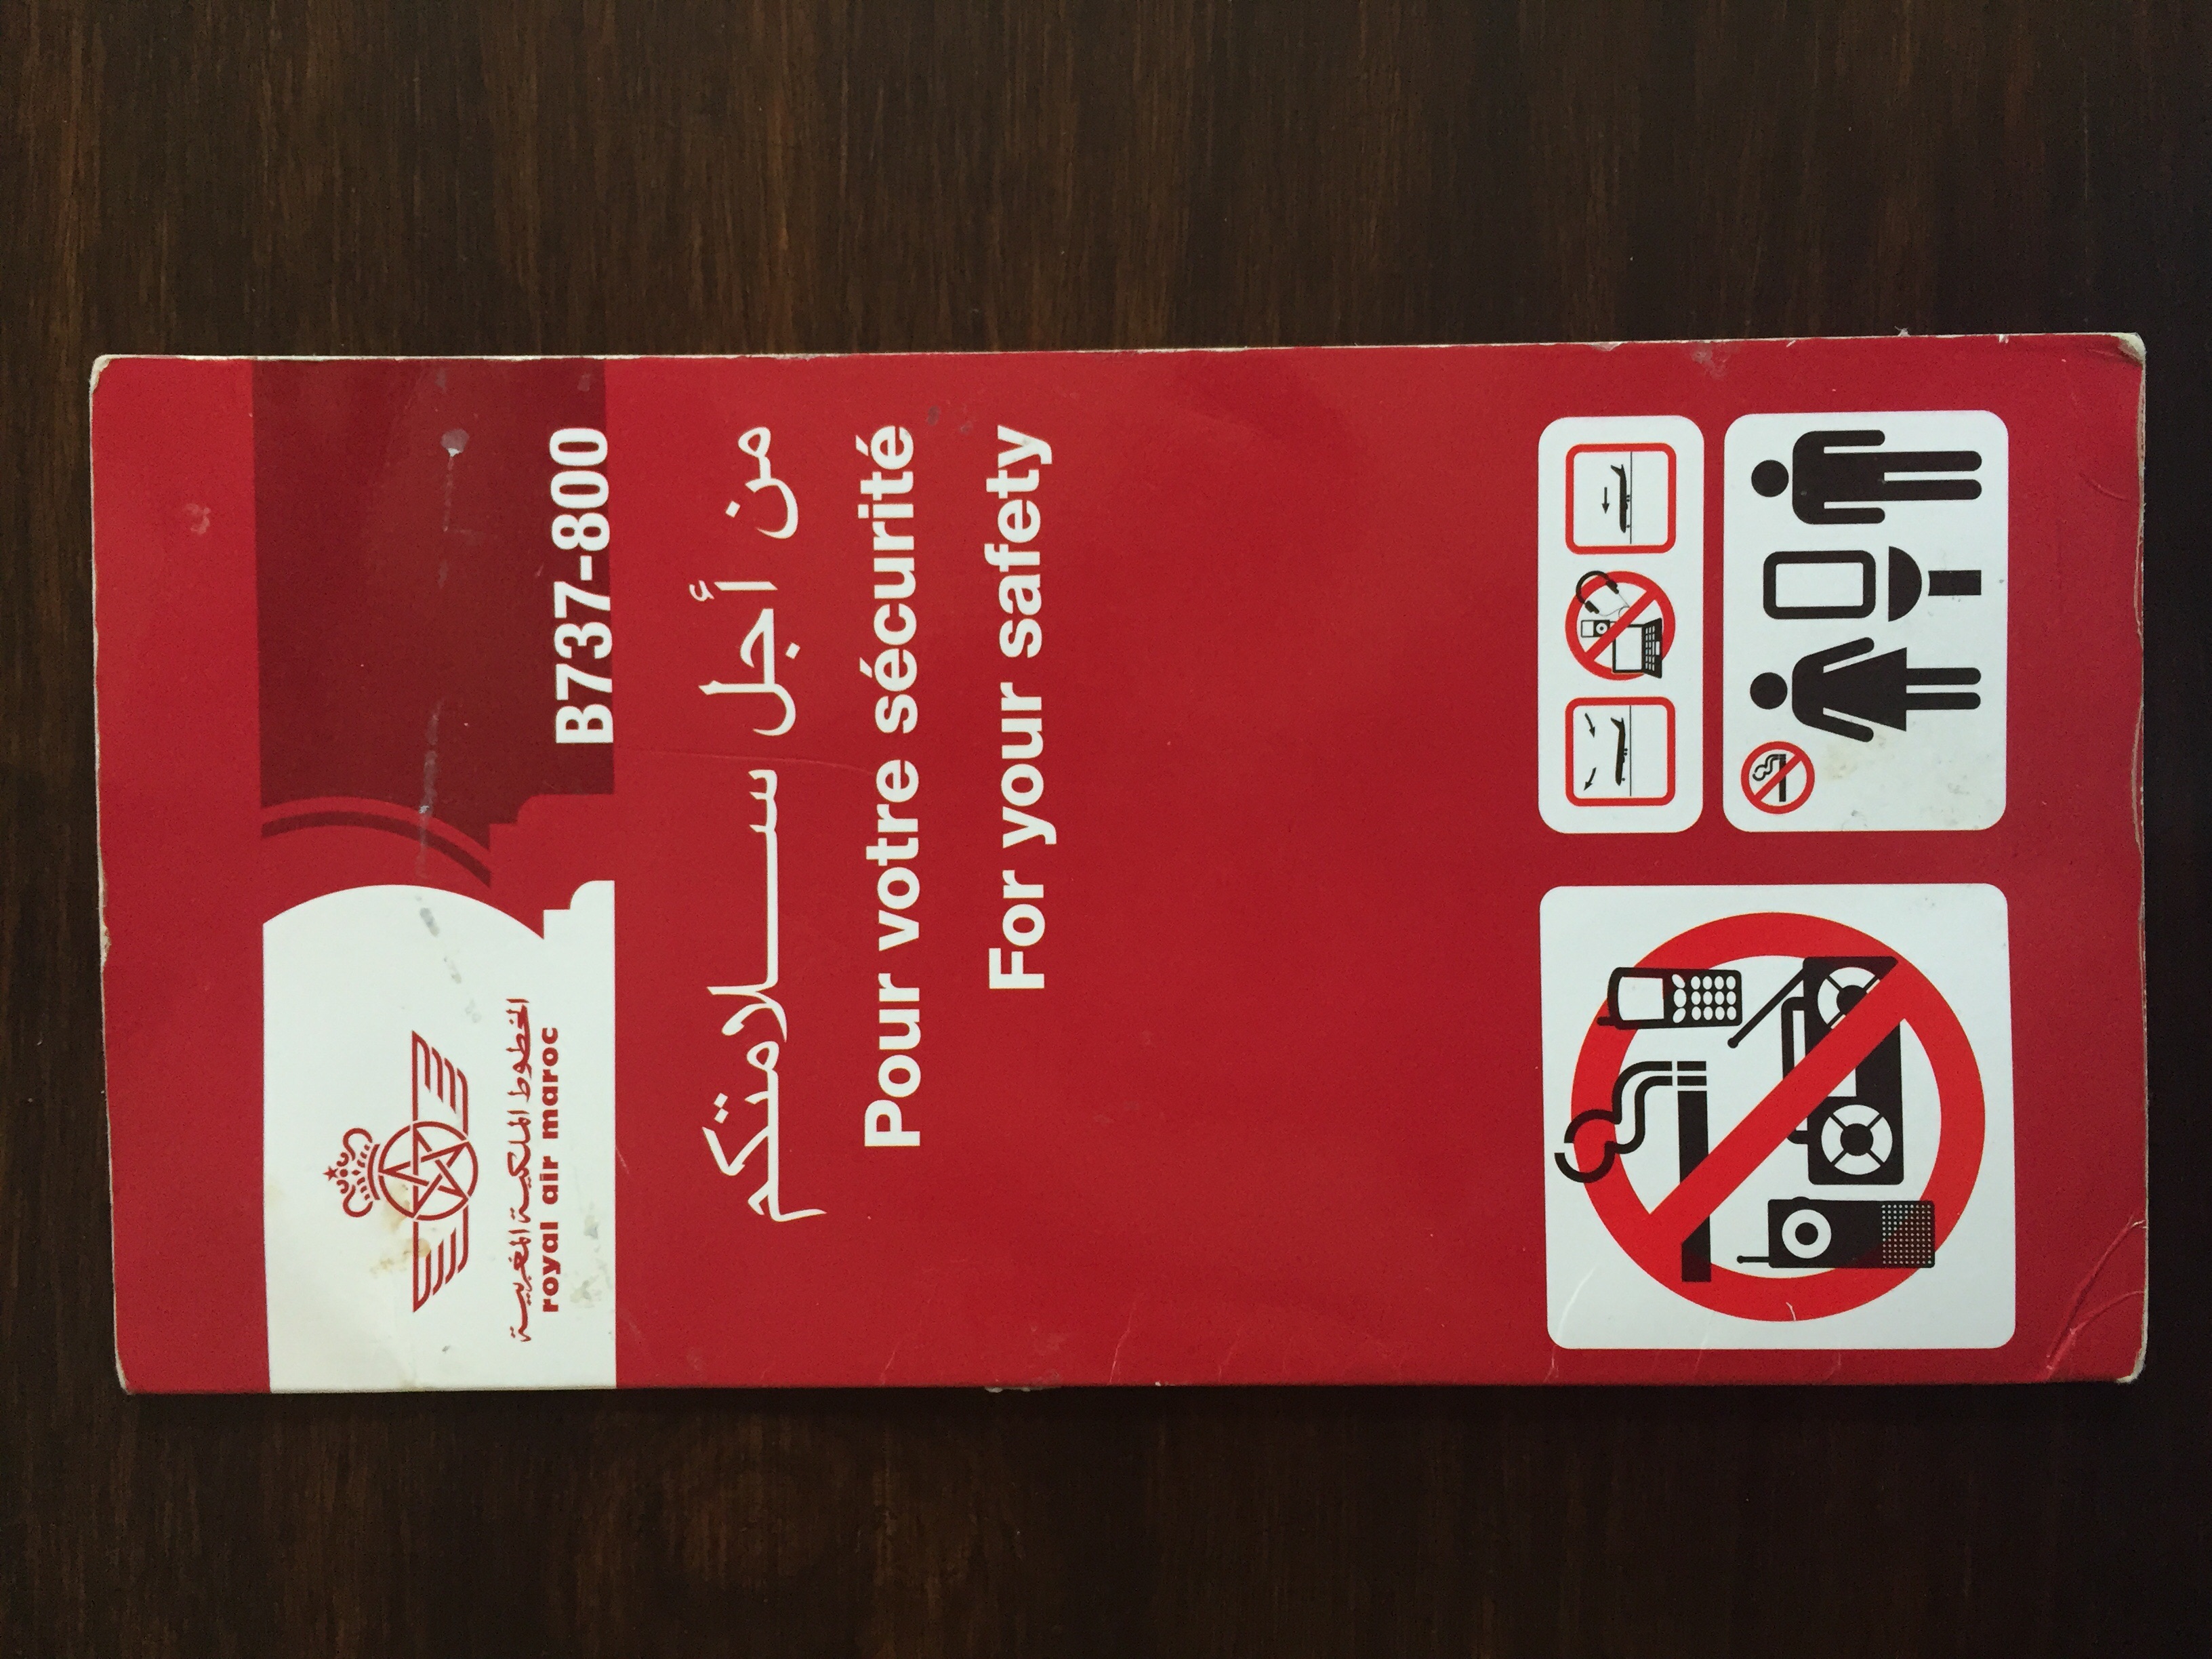 الخطوط الملكية المغربية
royal air maroc
B737-800
من أجل سلامتكم
Pour votre sécurité
For your safety